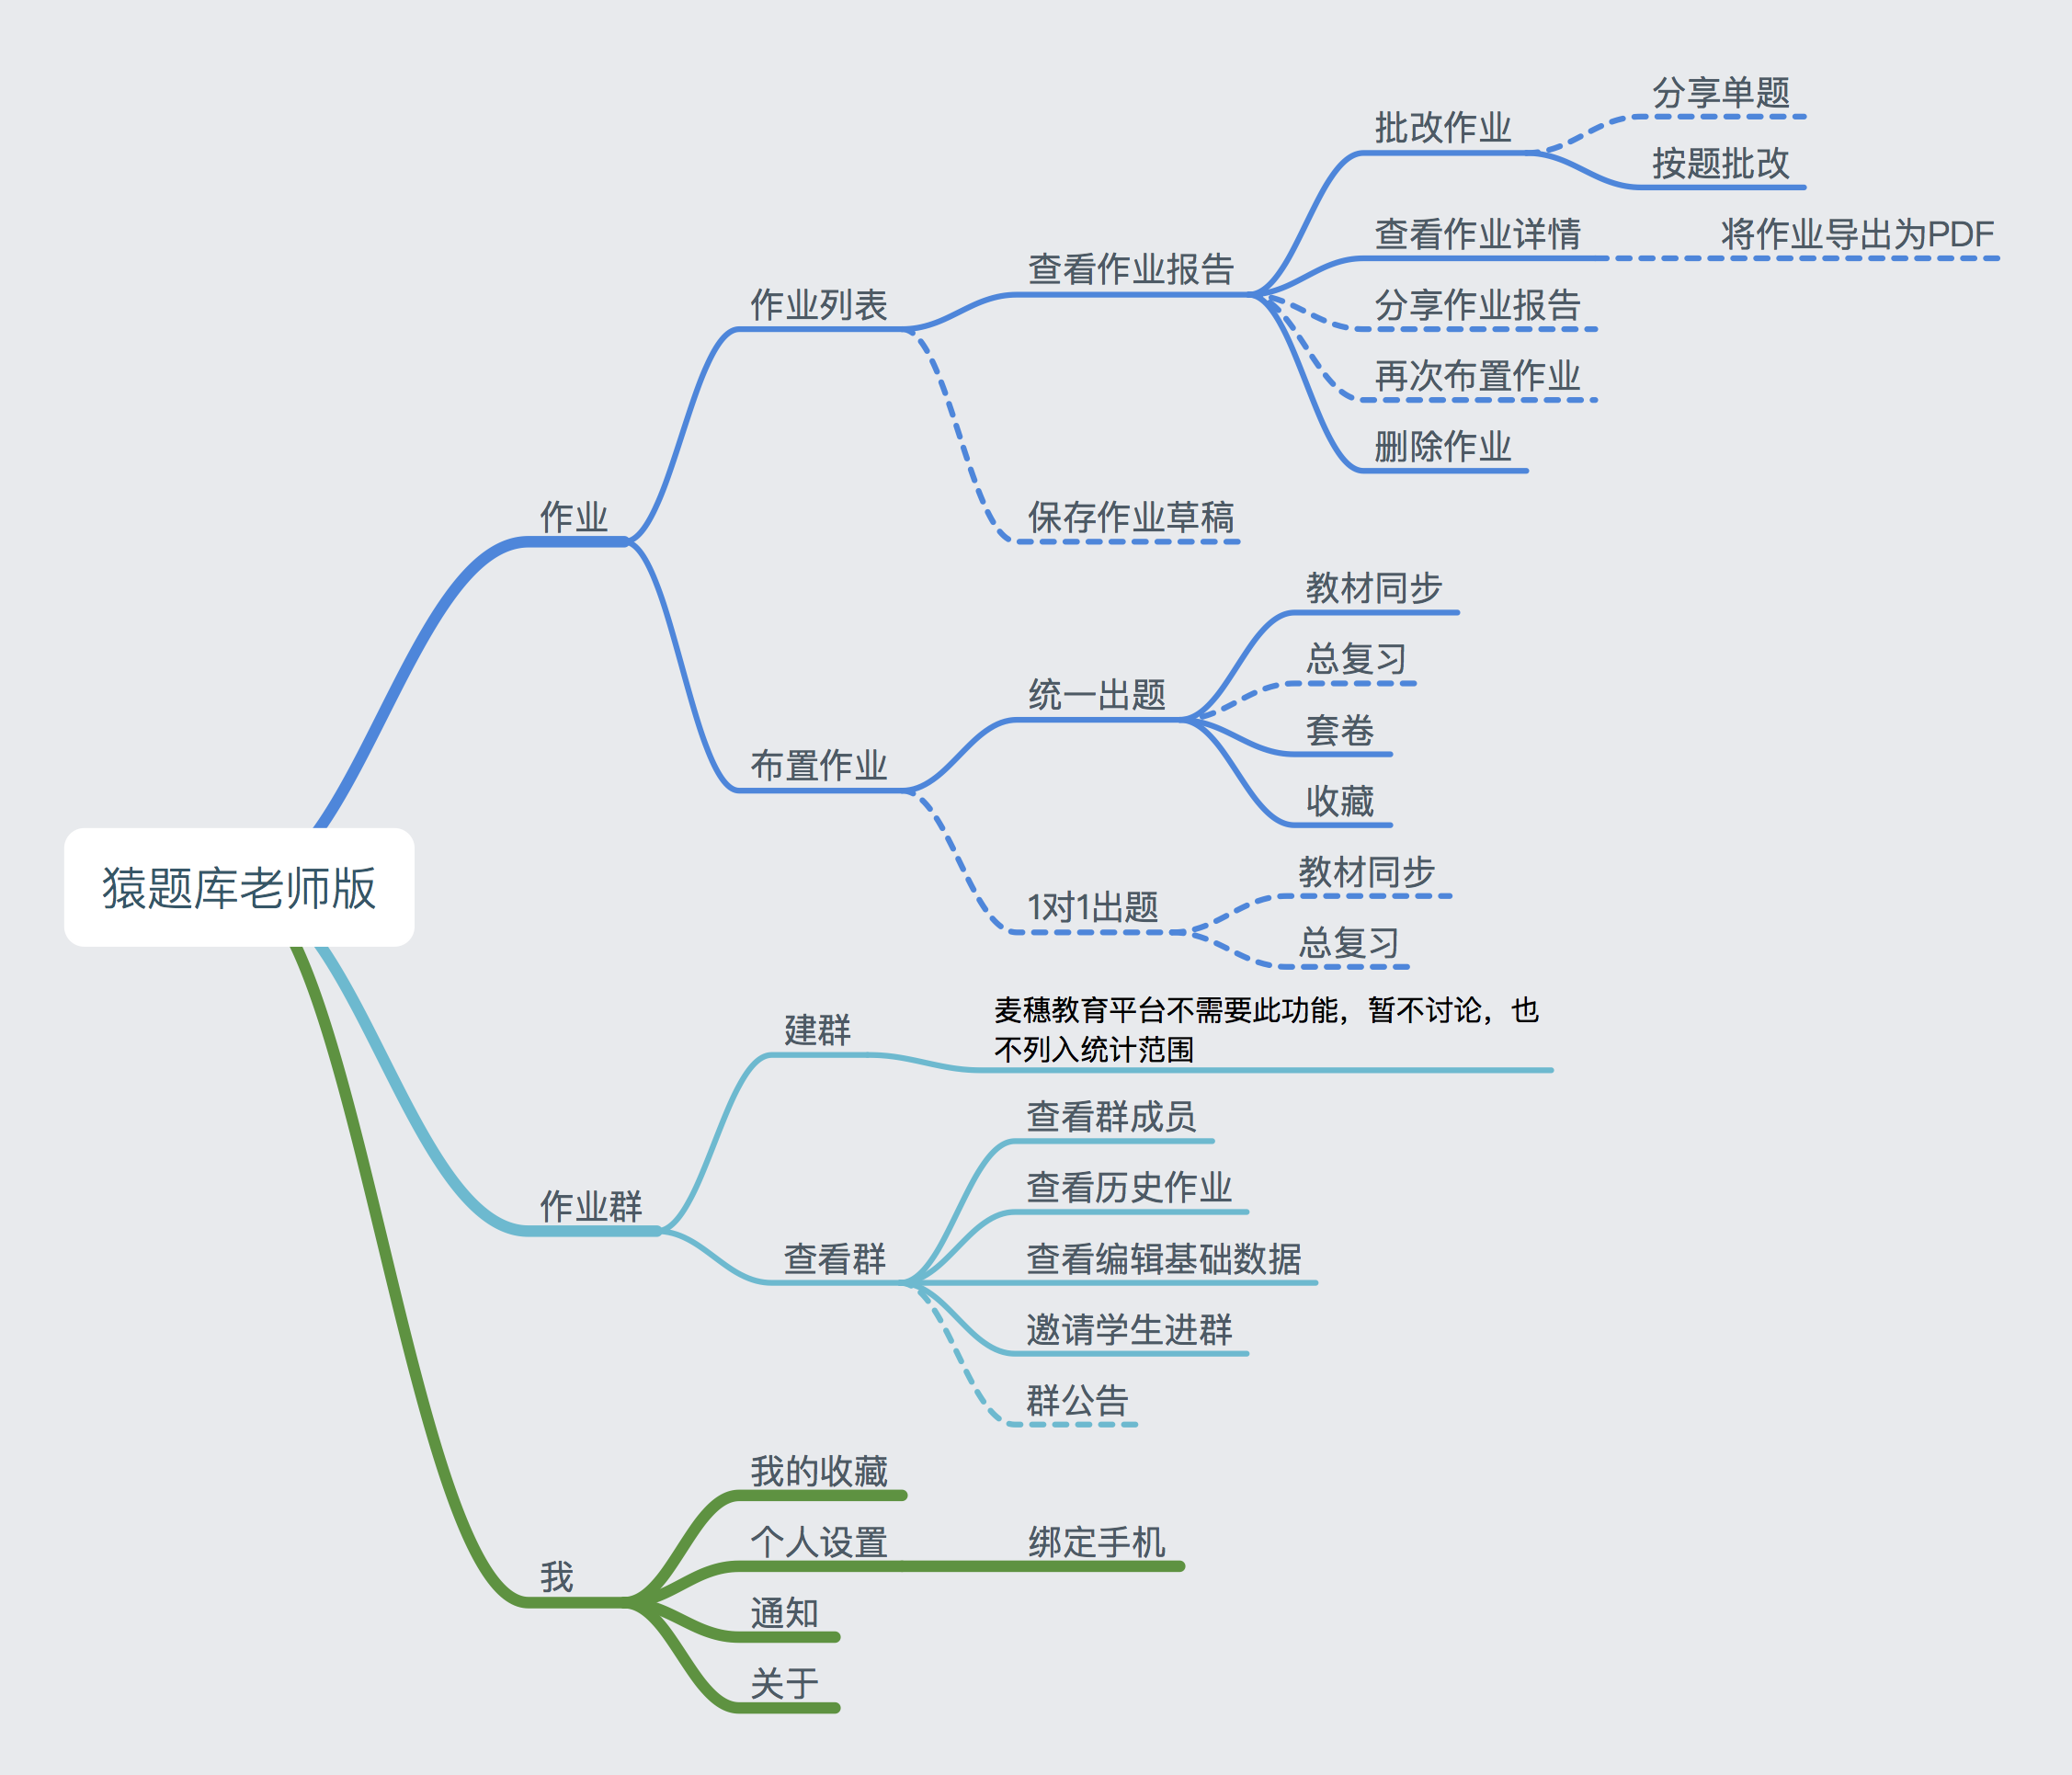 分享单题
批改作业
按题批改
查看作业详情
将作业导出为PDF
查看作业报告
作业列表
分享作业报告
再次布置作业
删除作业
作业
保存作业草稿
教材同步
总复习
统一出题
套卷
布置作业
收藏
猿题库老师版
教材同步
1对1出题
总复习
麦穗教育平台不需要此功能，暂不讨论，也
不列入统计范围
建群
查看群成员
作业群
查看历史作业
查看群
查看编辑基础数据
邀请学生进群
群公告
我的收藏
个人设置
绑定手机
我
通知
关于